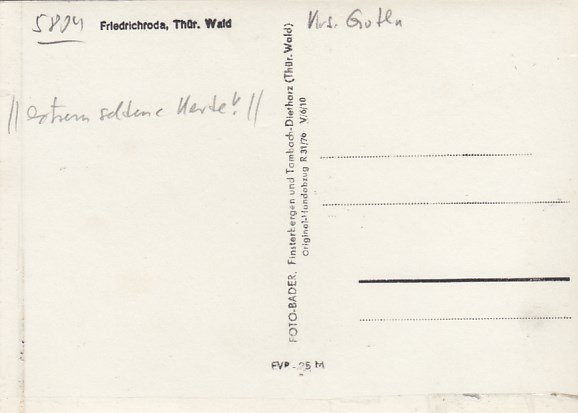 5804
Friedrichroda, Thür. Wald
Krs. Gotha
//extrem seltene Karte!//
FOTO-BADER, Finsterbergen und Tambach-Dietharz (Thür. Wald)
Original-Handabzug R 31/76 V/6/10
EVP -,25 M